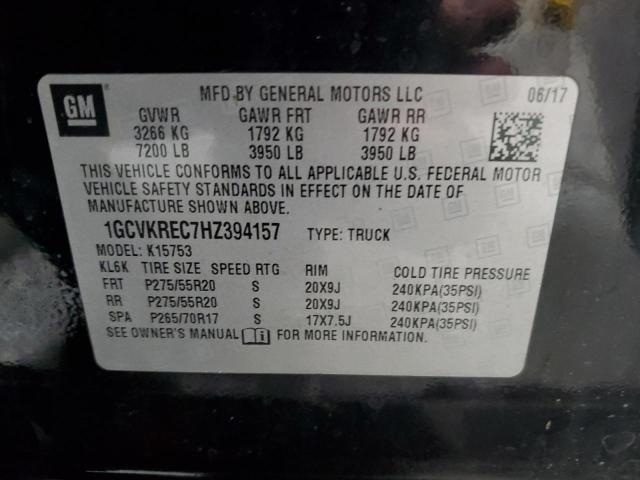 GM
MFD BY GENERAL MOTORS LLC 06/17
GVWR GAWR FRT GAWR RR
3266 KG 1792 KG 1792 KG
7200 LB 3950 LB 3950 LB
THIS VEHICLE CONFORMS TO ALL APPLICABLE U.S. FEDERAL MOTOR
VEHICLE SAFETY STANDARDS IN EFFECT ON THE DATE OF
MANUFACTURE SHOWN ABOVE.
1GCVKREC7HZ394157 TYPE: TRUCK
MODEL: K15753
KL6K TIRE SIZE SPEED RTG RIM COLD TIRE PRESSURE
FRT P275/55R20 S 20X9J 240KPA(35PSI)
RR P275/55R20 S 20X9J 240KPA(35PSI)
SPA P265/70R17 S 17X7.5J 240KPA(35PSI)
SEE OWNER'S MANUAL FOR MORE INFORMATION.